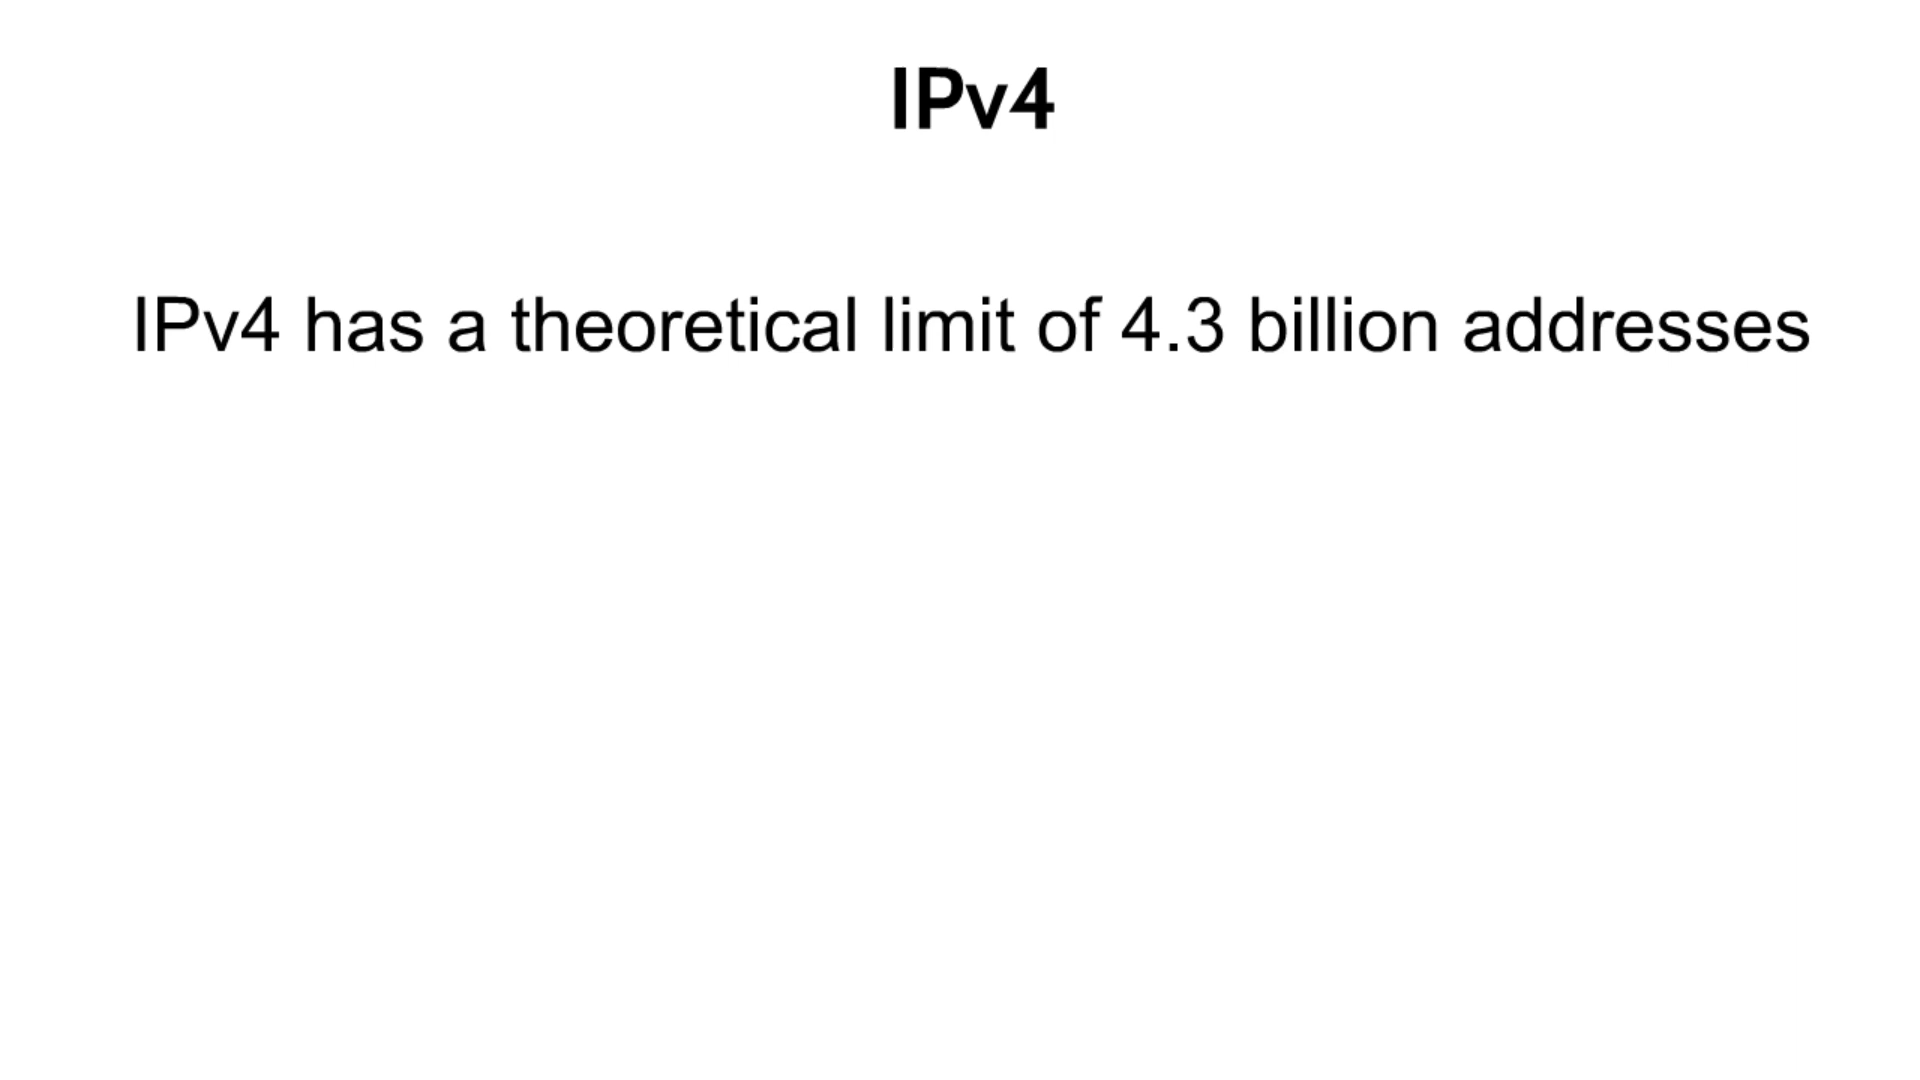 IPv4
IPv4 has a theoretical limit of 4.3 billion addresses